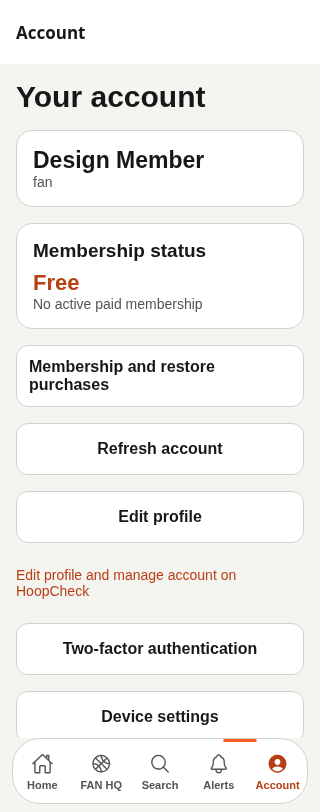 Account
Your account
Design Member
fan
Membership status
Free
No active paid membership
Membership and restore
purchases
Refresh account
Edit profile
Edit profile and manage account on
HoopCheck
Two-factor authentication
Device settings
Home
FAN HQ
Search
Alerts
Account